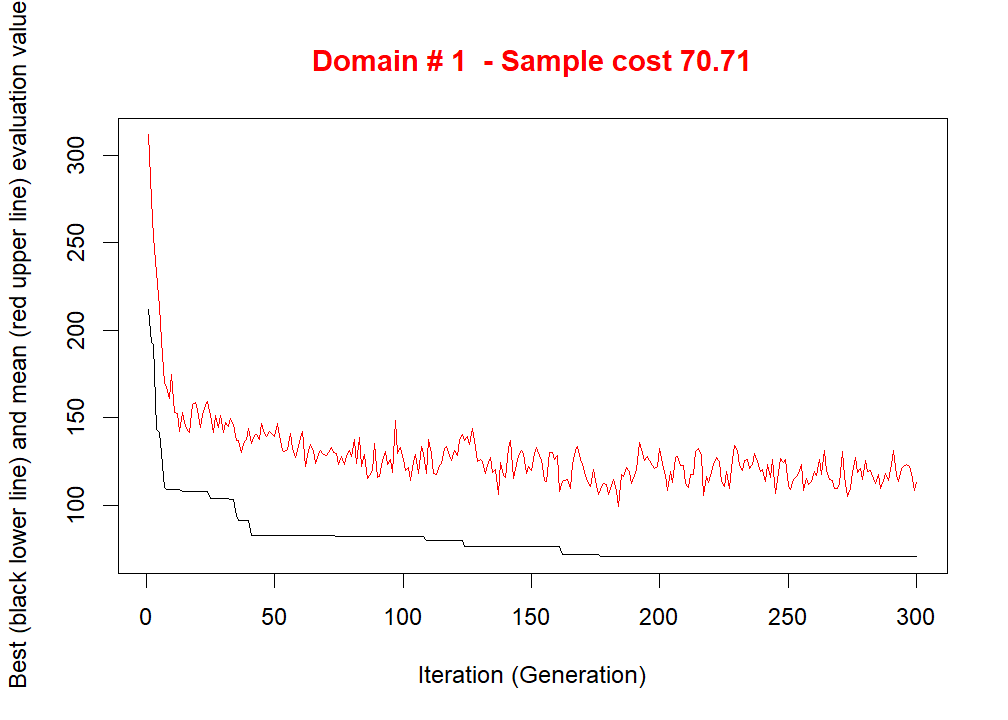 Domain # 1  - Sample cost 70.71
Best (black lower line) and mean (red upper line) evaluation value
300
250
200
150
100
0 50 100 150 200 250 300
Iteration (Generation)